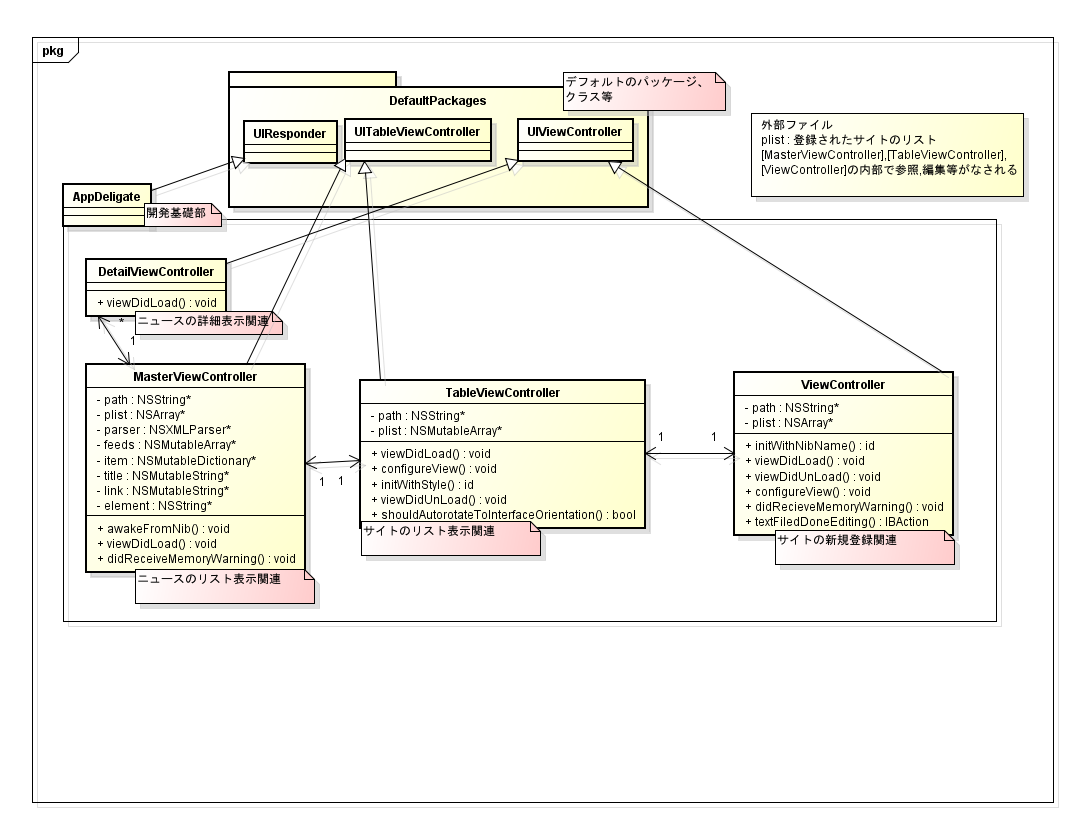 pkg
DefaultPackages
デフォルトのパッケージ、
クラス等
UIResponder
UITableViewController
UIViewController
外部ファイル
plist : 登録されたサイトのリスト
[MasterViewController],[TableViewController],
[ViewController]の内部で参照,編集等がなされる
AppDeligate
開発基礎部
DetailViewController
+ viewDidLoad() : void
ニュースの詳細表示関連
*
1
MasterViewController
- path : NSString*
- plist : NSArray*
- parser : NSXMLParser*
- feeds : NSMutableArray*
- item : NSMutableDictionary*
- title : NSMutableString*
- link : NSMutableString*
- element : NSString*
+ awakeFromNib() : void
+ viewDidLoad() : void
+ didReceiveMemoryWarning() : void
ニュースのリスト表示関連
1
1
TableViewController
- path : NSString*
- plist : NSMutableArray*
+ viewDidLoad() : void
+ configureView() : void
+ initWithStyle() : id
+ viewDidUnLoad() : void
+ shouldAutorotateToInterfaceOrientation() : bool
サイトのリスト表示関連
1
1
ViewController
- path : NSString*
- plist : NSArray*
+ initWithNibName() : id
+ viewDidLoad() : void
+ viewDidUnLoad() : void
+ configureView() : void
+ didRecieveMemoryWarning() : void
+ textFiledDoneEditing() : IBAction
サイトの新規登録関連